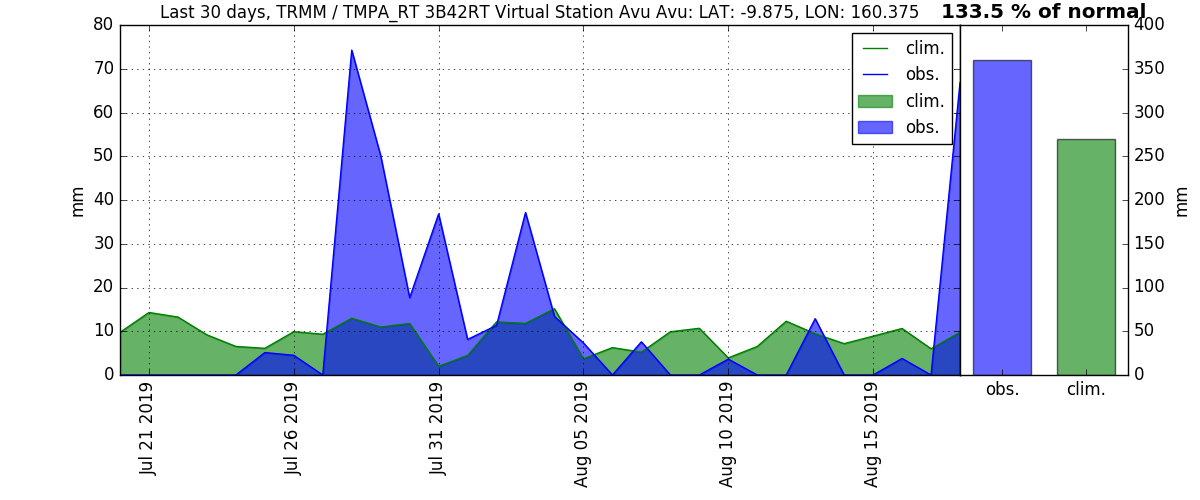 Last 30 days, TRMM / TMPA_RT 3B42RT Virtual Station Avu Avu: LAT: -9.875, LON: 160.375
133.5 % of normal
80
70
60
50
40
30
20
10
0
mm
clim.
obs.
clim.
obs.
400
350
300
250
200
150
100
50
0
mm
Jul 21 2019
Jul 26 2019
Jul 31 2019
Aug 05 2019
Aug 10 2019
Aug 15 2019
obs.
clim.